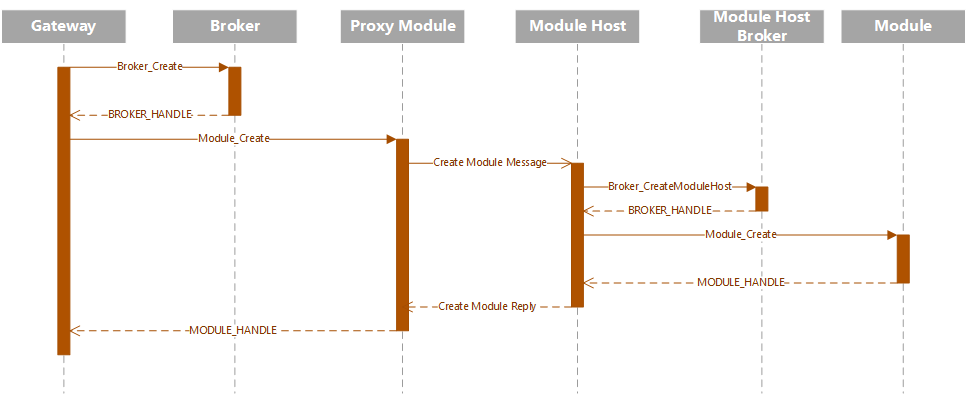 Gateway
Broker
Proxy Module
Module Host
Module Host
Broker
Module
Broker_Create
BROKER_HANDLE
Module_Create
Create Module Message
Broker_CreateModuleHost
BROKER_HANDLE
Module_Create
MODULE_HANDLE
Create Module Reply
MODULE_HANDLE